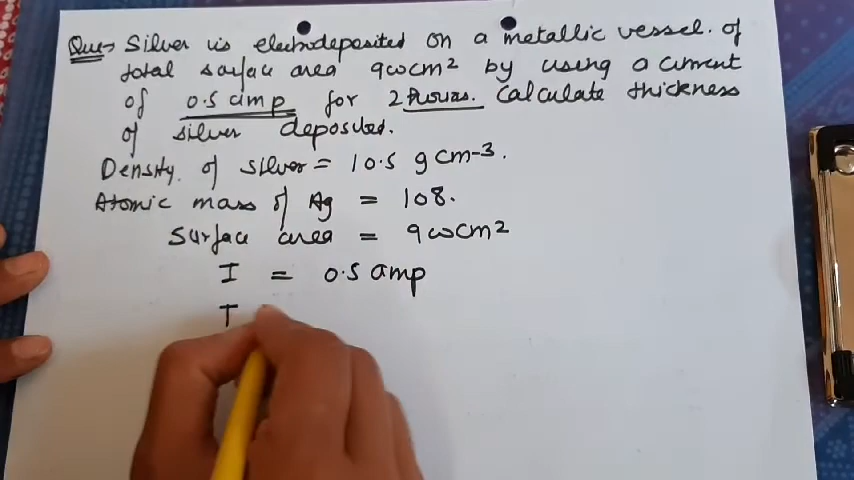 Que→ Silver is electrodeposited on a metallic vessel. of
total surface area 900cm² by using a current
of 0.5 amp for 2 hours. Calculate thickness
of silver deposited.
Density of silver = 10.5 g cm-3.
Atomic mass of Ag = 108.
Surface area = 900cm²
I = 0.5 amp
T